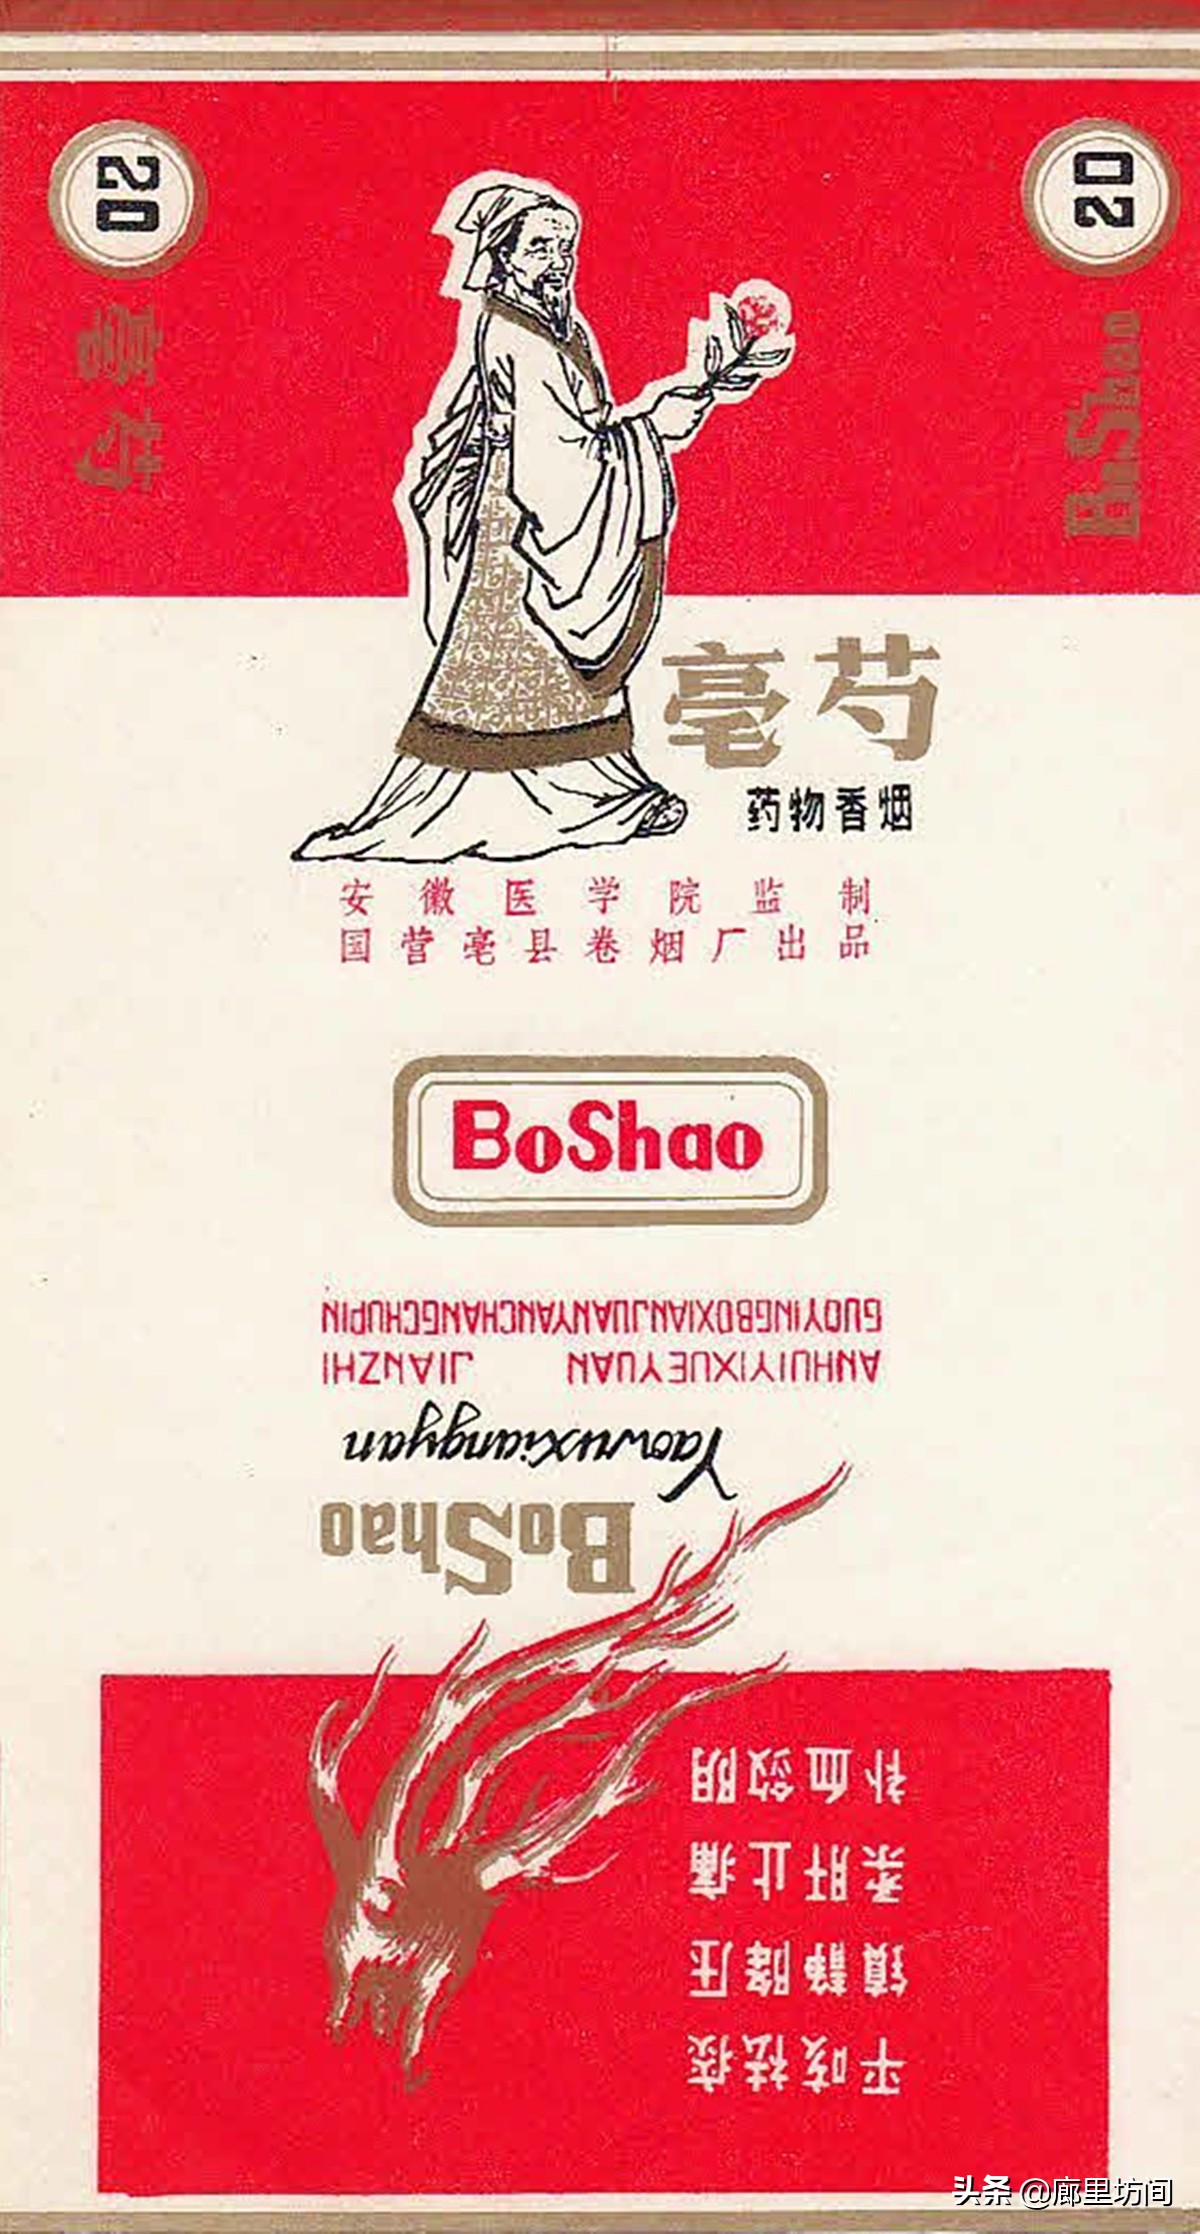 20
亳芍
20
BoShao
亳芍
药物香烟
安徽医学院监制
国营亳县卷烟厂出品
BoShao
平咳祛痰
镇静降压
柔肝止痛
补血敛阴
BoShao
Yaowuxiangyan
ANHUIYIXUEYUAN JIANZHI
GUOYINGBOXIANJUANYANCHANGCHUPIN
头条 @廊里坊间